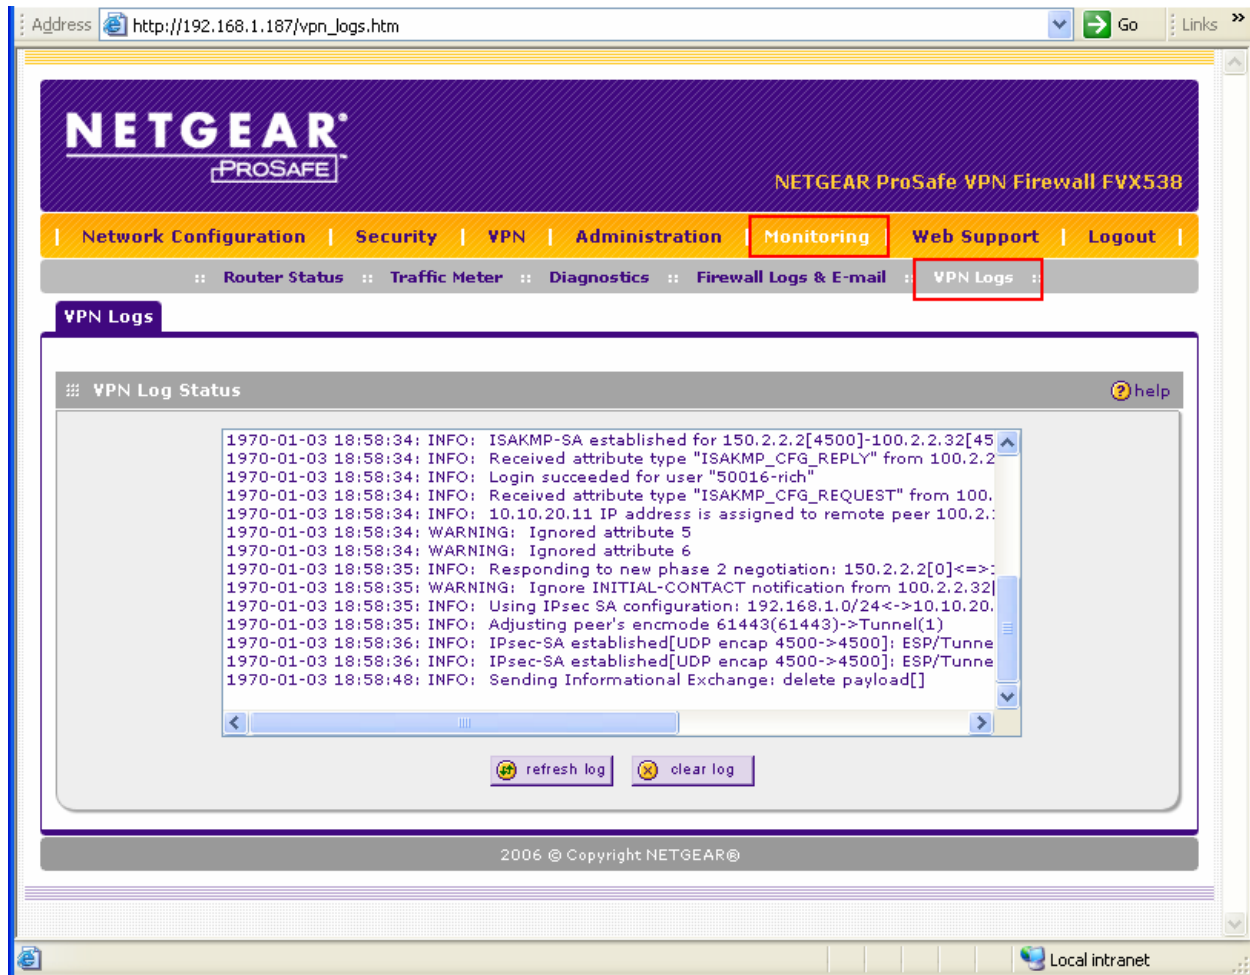 Address http://192.168.1.187/vpn_logs.htm Go Links »
NETGEAR®
PROSAFE™
NETGEAR ProSafe VPN Firewall FVX538
| Network Configuration | Security | VPN | Administration | Monitoring | Web Support | Logout |
:: Router Status :: Traffic Meter :: Diagnostics :: Firewall Logs & E-mail :: VPN Logs ::
VPN Logs
VPN Log Status
? help
1970-01-03 18:58:34: INFO: ISAKMP-SA established for 150.2.2.2[4500]-100.2.2.32[45
1970-01-03 18:58:34: INFO: Received attribute type "ISAKMP_CFG_REPLY" from 100.2.2
1970-01-03 18:58:34: INFO: Login succeeded for user "50016-rich"
1970-01-03 18:58:34: INFO: Received attribute type "ISAKMP_CFG_REQUEST" from 100.
1970-01-03 18:58:34: INFO: 10.10.20.11 IP address is assigned to remote peer 100.2.
1970-01-03 18:58:34: WARNING: Ignored attribute 5
1970-01-03 18:58:34: WARNING: Ignored attribute 6
1970-01-03 18:58:35: INFO: Responding to new phase 2 negotiation: 150.2.2.2[0]<=>
1970-01-03 18:58:35: WARNING: Ignore INITIAL-CONTACT notification from 100.2.2.32[
1970-01-03 18:58:35: INFO: Using IPsec SA configuration: 192.168.1.0/24<->10.10.20.
1970-01-03 18:58:35: INFO: Adjusting peer's encmode 61443(61443)->Tunnel(1)
1970-01-03 18:58:36: INFO: IPsec-SA established[UDP encap 4500->4500]: ESP/Tunne
1970-01-03 18:58:36: INFO: IPsec-SA established[UDP encap 4500->4500]: ESP/Tunne
1970-01-03 18:58:48: INFO: Sending Informational Exchange: delete payload[]
refresh log
clear log
2006 © Copyright NETGEAR®
Local intranet